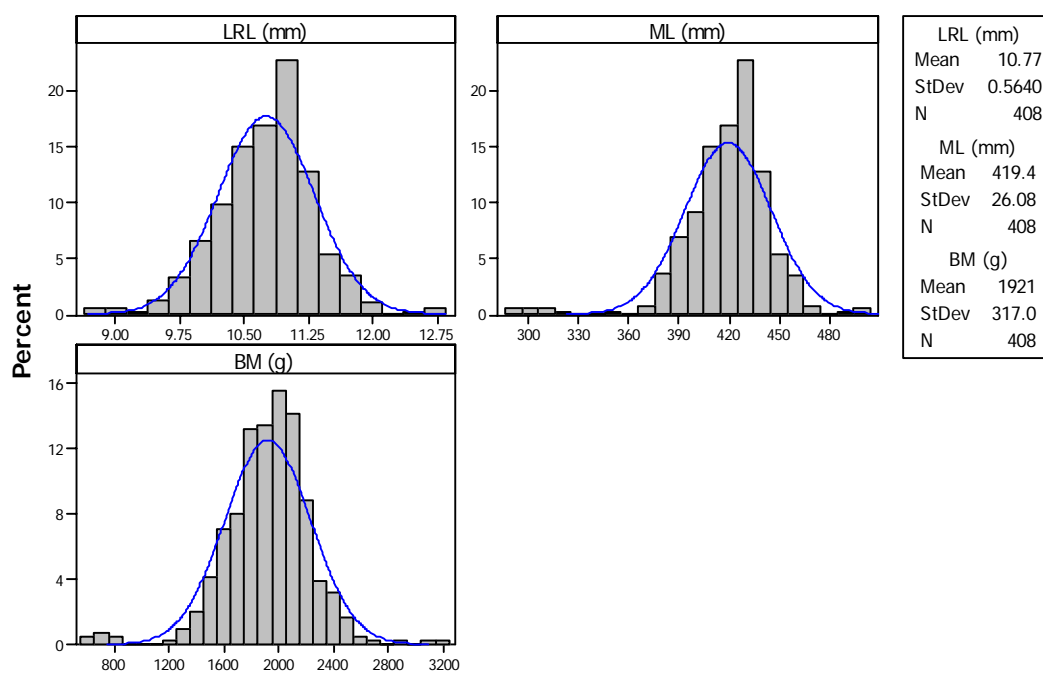 LRL (mm)
20
15
10
5
0
9.00 9.75 10.50 11.25 12.00 12.75
ML (mm)
20
15
10
5
0
300 330 360 390 420 450 480
LRL (mm)
Mean 10.77
StDev 0.5640
N 408
ML (mm)
Mean 419.4
StDev 26.08
N 408
BM (g)
Mean 1921
StDev 317.0
N 408
Percent
BM (g)
16
12
8
4
0
800 1200 1600 2000 2400 2800 3200